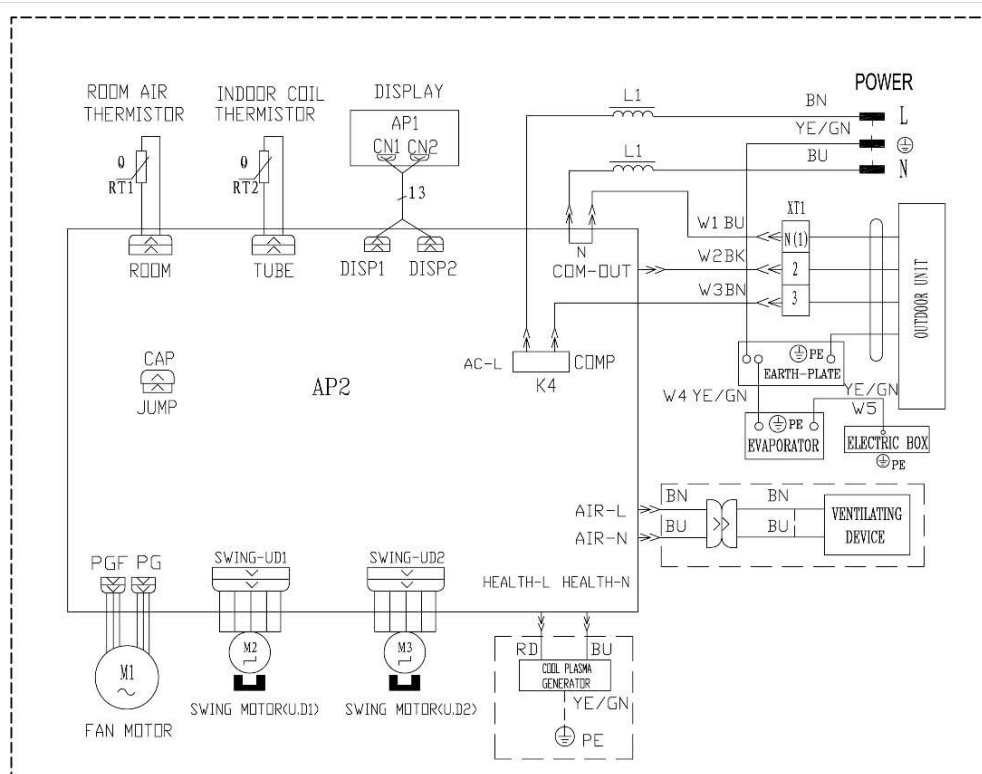 POWER
ROOM AIR
THERMISTOR
INDOOR COIL
THERMISTOR
DISPLAY
AP1
CN1 CN2
L1
BN
L
YE/GN
L1
BU
N
θ
RT1
θ
RT2
13
ROOM
TUBE
DISP1
DISP2
N
COM-OUT
W1 BU
W2BK
W3BN
XT1
N(1)
2
3
OUTDOOR UNIT
AC-L
COMP
K4
PE
EARTH-PLATE
W4 YE/GN
YE/GN
W5
PE
EVAPORATOR
ELECTRIC BOX
PE
CAP
JUMP
AP2
AIR-L
AIR-N
BN
BU
BN
BU
VENTILATING
DEVICE
PGF PG
SWING-UD1
SWING-UD2
HEALTH-L HEALTH-N
M1
M2
M3
FAN MOTOR
SWING MOTOR(U.D1)
SWING MOTOR(U.D2)
RD
BU
COOL PLASMA
GENERATOR
YE/GN
PE